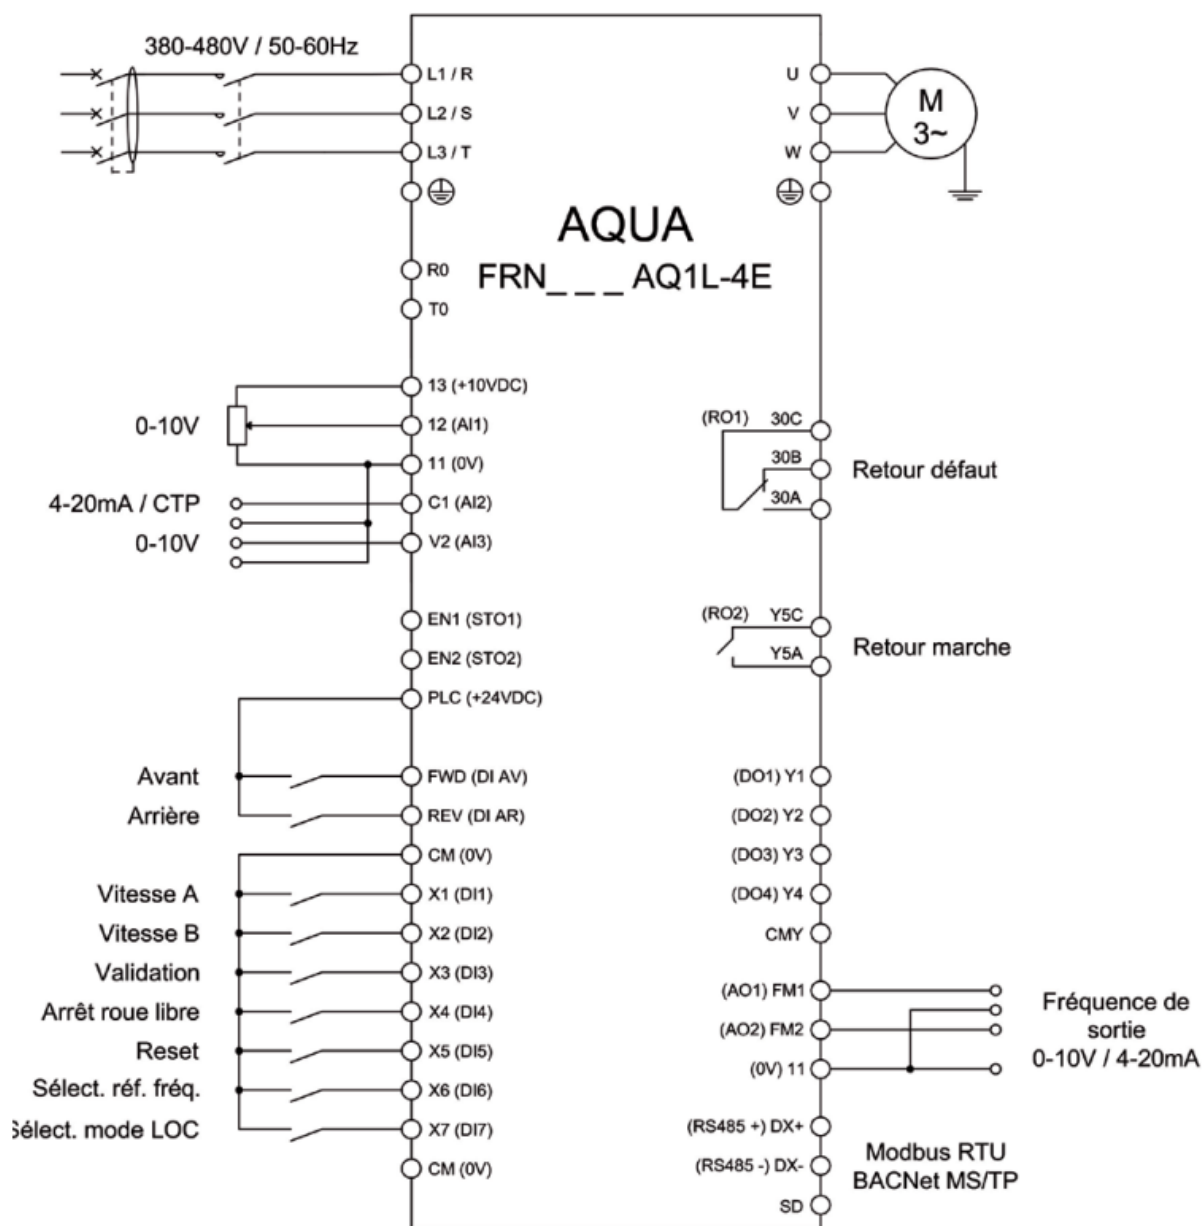 380-480V / 50-60Hz
L1 / R
L2 / S
L3 / T
U
V
W
M
3~
AQUA
FRN_ _ _ AQ1L-4E
R0
T0
13 (+10VDC)
0-10V
12 (AI1)
11 (0V)
4-20mA / CTP
C1 (AI2)
0-10V
V2 (AI3)
EN1 (STO1)
EN2 (STO2)
PLC (+24VDC)
Avant
FWD (DI AV)
Arrière
REV (DI AR)
CM (0V)
Vitesse A
X1 (DI1)
Vitesse B
X2 (DI2)
Validation
X3 (DI3)
Arrêt roue libre
X4 (DI4)
Reset
X5 (DI5)
Sélect. réf. fréq.
X6 (DI6)
Sélect. mode LOC
X7 (DI7)
CM (0V)
(RO1) 30C
30B
30A
Retour défaut
(RO2) Y5C
Y5A
Retour marche
(DO1) Y1
(DO2) Y2
(DO3) Y3
(DO4) Y4
CMY
(AO1) FM1
(AO2) FM2
(0V) 11
Fréquence de
sortie
0-10V / 4-20mA
(RS485 +) DX+
(RS485 -) DX-
SD
Modbus RTU
BACNet MS/TP